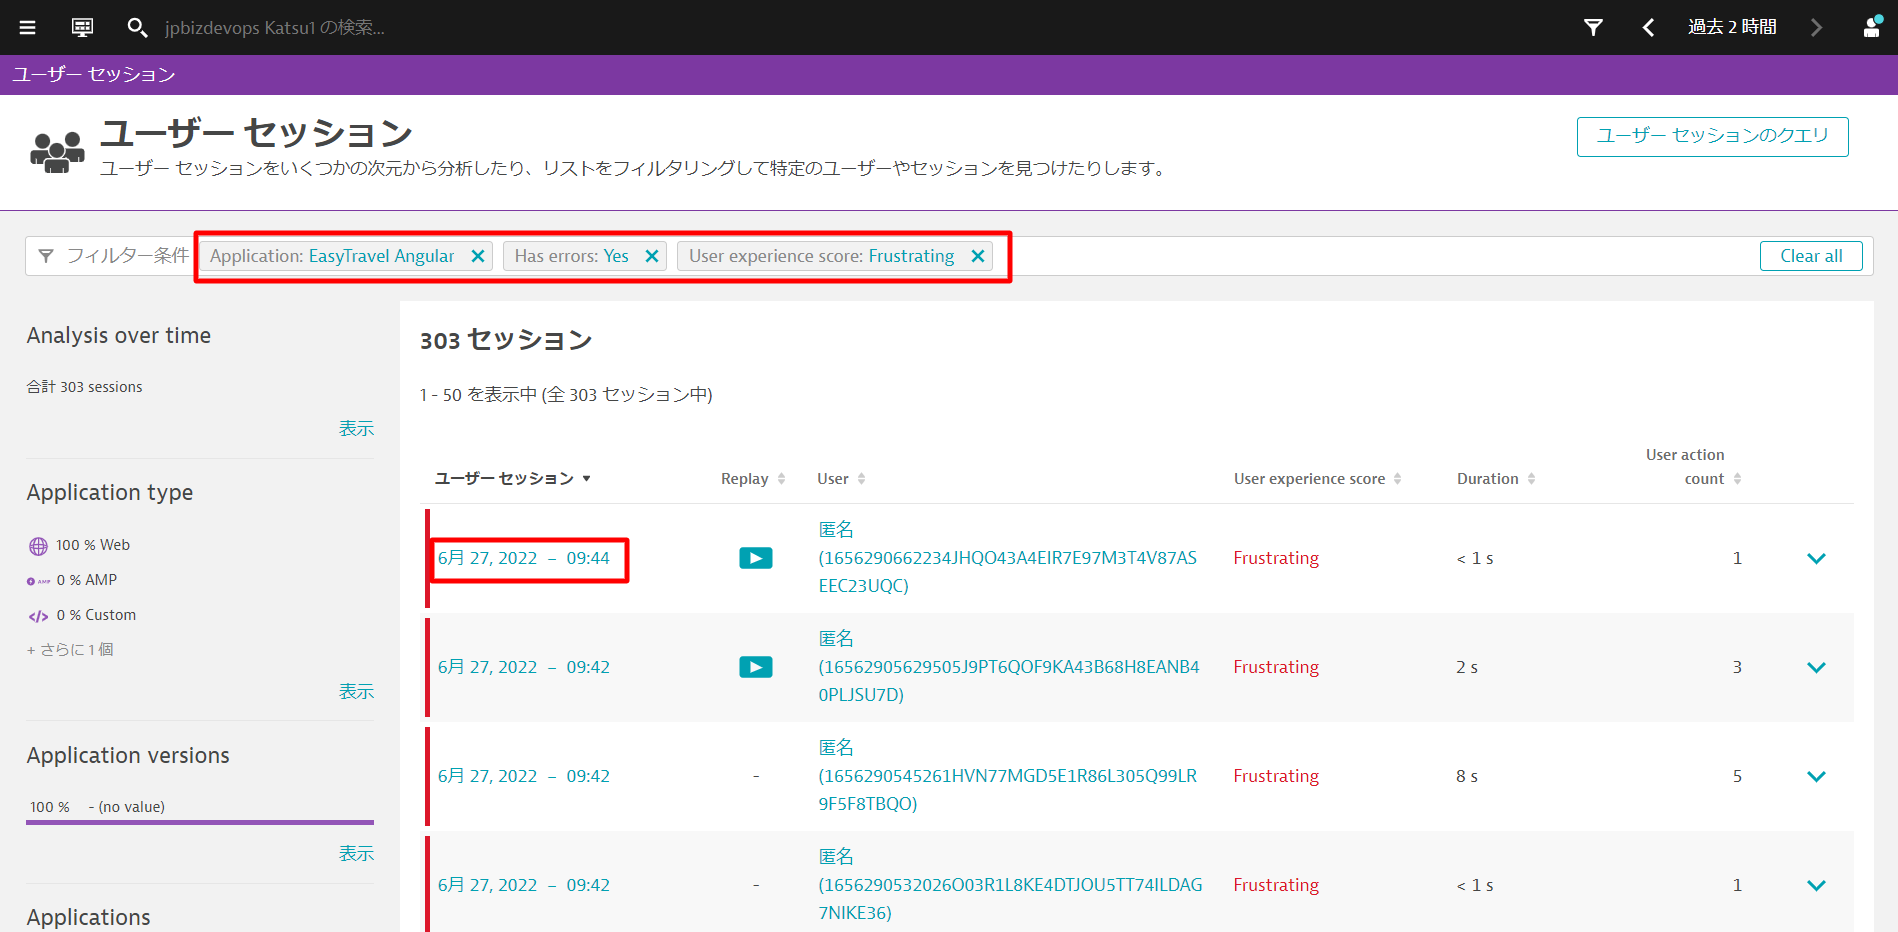 jpbizdevops Katsu1 の検索...
過去 2 時間
ユーザー セッション
ユーザー セッション
ユーザー セッションをいくつかの次元から分析したり、リストをフィルタリングして特定のユーザーやセッションを見つけたりします。
ユーザー セッションのクエリ
フィルター条件 Application: EasyTravel Angular Has errors: Yes User experience score: Frustrating Clear all
Analysis over time
合計 303 sessions
表示
Application type
100 % Web
AMP 0 % AMP
</> 0 % Custom
+ さらに 1 個
表示
Application versions
100 % - (no value)
表示
Applications
303 セッション
1 - 50 を表示中 (全 303 セッション中)
ユーザー セッション Replay User User experience score Duration User action
count
匿名
6月 27, 2022 – 09:44 (1656290662234JHQO43A4EIR7E97M3T4V87AS Frustrating < 1 s 1
EEC23UQC)
匿名
6月 27, 2022 – 09:42 (16562905629505J9PT6QOF9KA43B68H8EANB4 Frustrating 2 s 3
0PLJSU7D)
匿名
6月 27, 2022 – 09:42 - (1656290545261HVN77MGD5E1R86L305Q99LR Frustrating 8 s 5
9F5F8TBQO)
匿名
6月 27, 2022 – 09:42 - (1656290532026O03R1L8KE4DTJOU5TT74ILDAG Frustrating < 1 s 1
7NIKE36)